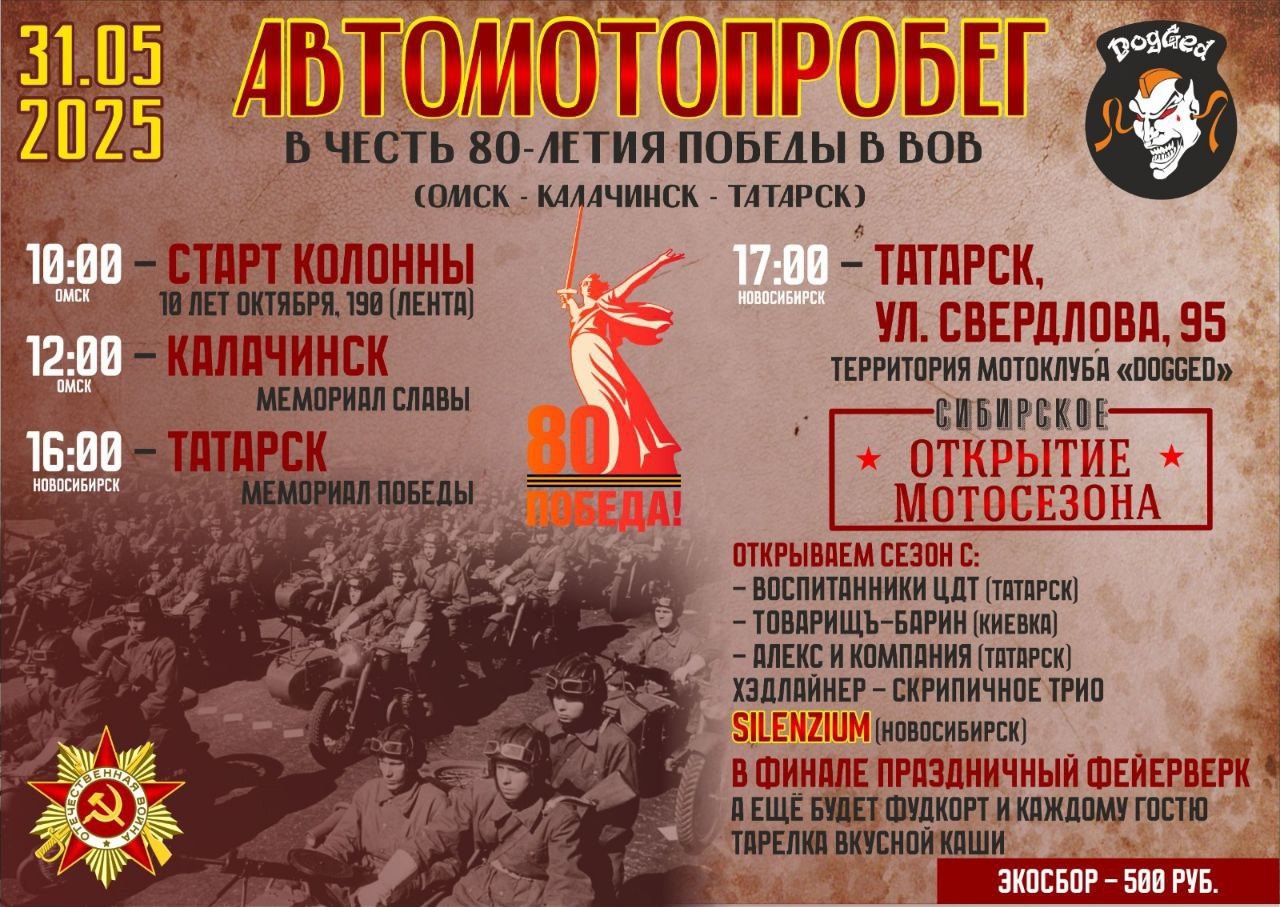 31.05
2025
АВТОМОТОПРОБЕГ
В ЧЕСТЬ 80-ЛЕТИЯ ПОБЕДЫ В ВОВ
(ОМСК - КАЛАЧИНСК - ТАТАРСК)
DogGed
10:00 – СТАРТ КОЛОННЫ
ОМСК
10 ЛЕТ ОКТЯБРЯ, 190 (ЛЕНТА)
12:00 – КАЛАЧИНСК
ОМСК
МЕМОРИАЛ СЛАВЫ
16:00 – ТАТАРСК
НОВОСИБИРСК
МЕМОРИАЛ ПОБЕДЫ
80
ПОБЕДА!
17:00 – ТАТАРСК,
НОВОСИБИРСК
УЛ. СВЕРДЛОВА, 95
ТЕРРИТОРИЯ МОТОКЛУБА «DOGGED»
СИБИРСКОЕ
ОТКРЫТИЕ
МОТОСЕЗОНА
ОТКРЫВАЕМ СЕЗОН С:
– ВОСПИТАННИКИ ЦДТ (ТАТАРСК)
– ТОВАРИЩЪ-БАРИН (КИЕВКА)
– АЛЕКС И КОМПАНИЯ (ТАТАРСК)
ХЭДЛАЙНЕР – СКРИПИЧНОЕ ТРИО
SILENZIUM (НОВОСИБИРСК)
В ФИНАЛЕ ПРАЗДНИЧНЫЙ ФЕЙЕРВЕРК
А ЕЩЁ БУДЕТ ФУДКОРТ И КАЖДОМУ ГОСТЮ
ТАРЕЛКА ВКУСНОЙ КАШИ
ЭКОСБОР – 500 РУБ.
ОТЕЧЕСТВЕННАЯ ВОЙНА